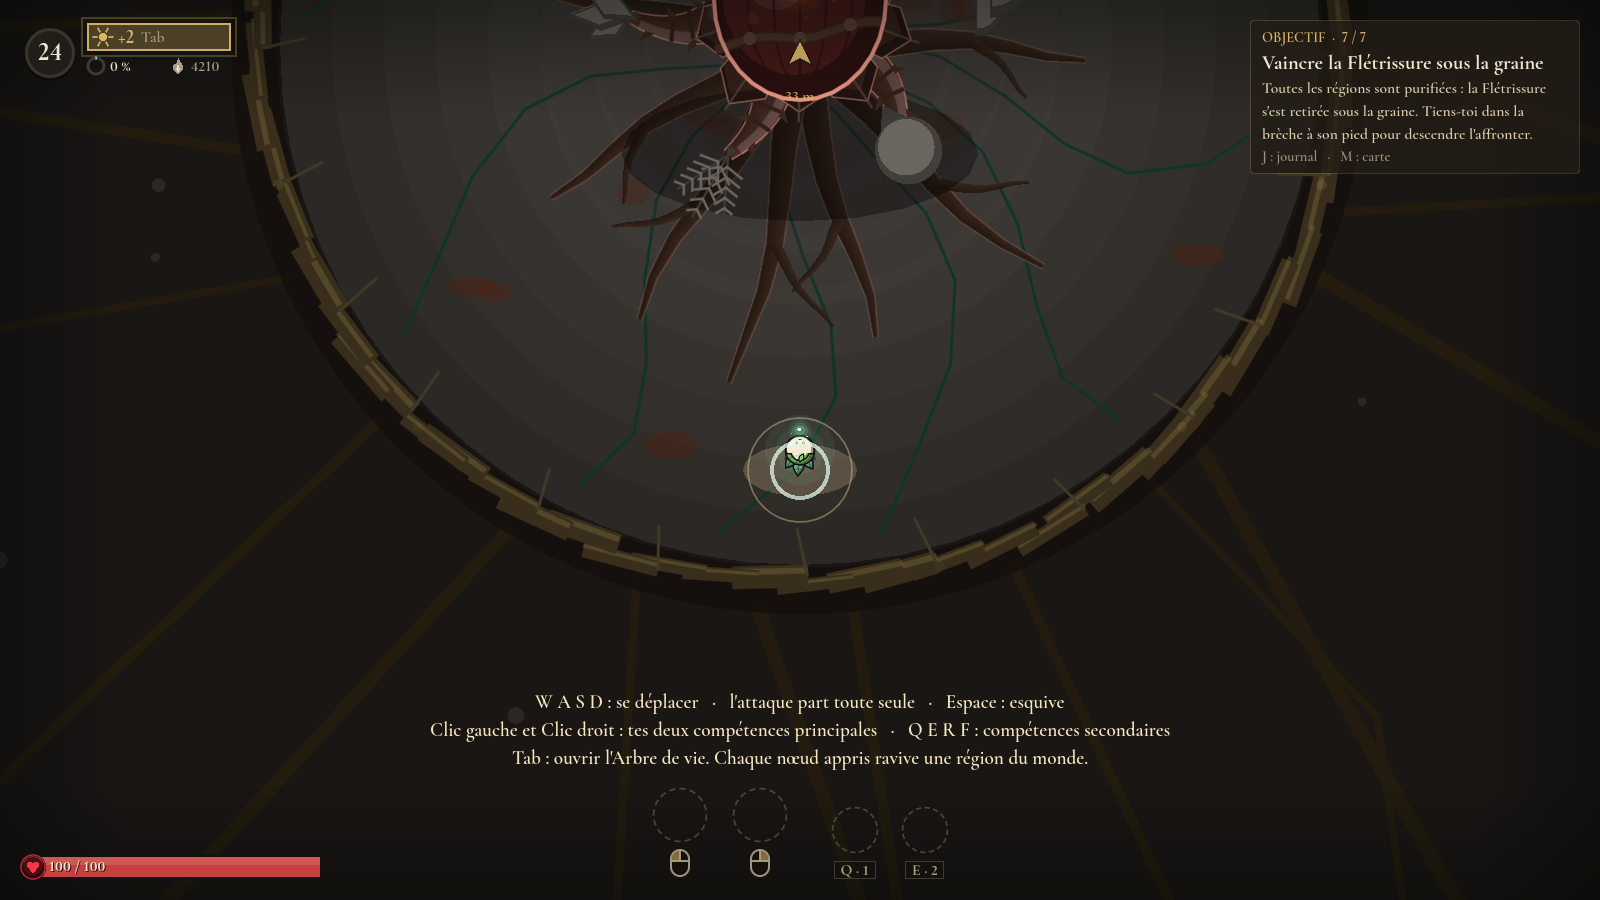 24
+2 Tab
0 % 4210
33 m
OBJECTIF · 7 / 7
Vaincre la Flétrissure sous la graine
Toutes les régions sont purifiées : la Flétrissure
s'est retirée sous la graine. Tiens-toi dans la
brèche à son pied pour descendre l'affronter.
J : journal · M : carte
W A S D : se déplacer · l'attaque part toute seule · Espace : esquive
Clic gauche et Clic droit : tes deux compétences principales · Q E R F : compétences secondaires
Tab : ouvrir l'Arbre de vie. Chaque nœud appris ravive une région du monde.
100 / 100
Q · 1 E · 2